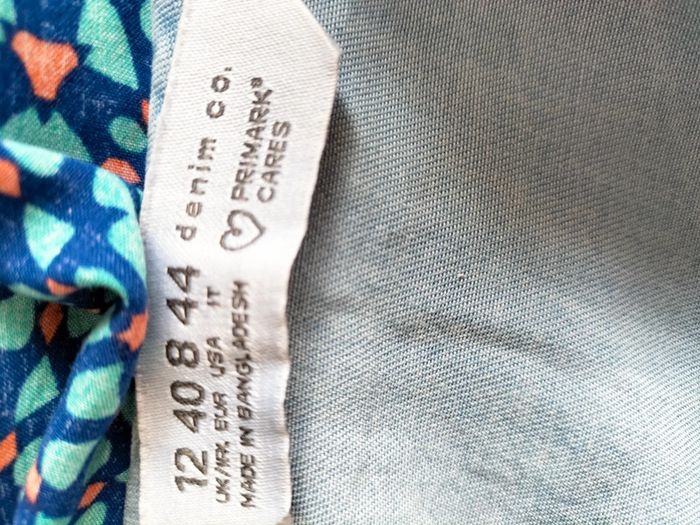 denim co.
PRIMARK®
CARES
12 40 8 44
UK/IRL EUR USA IT
MADE IN BANGLADESH